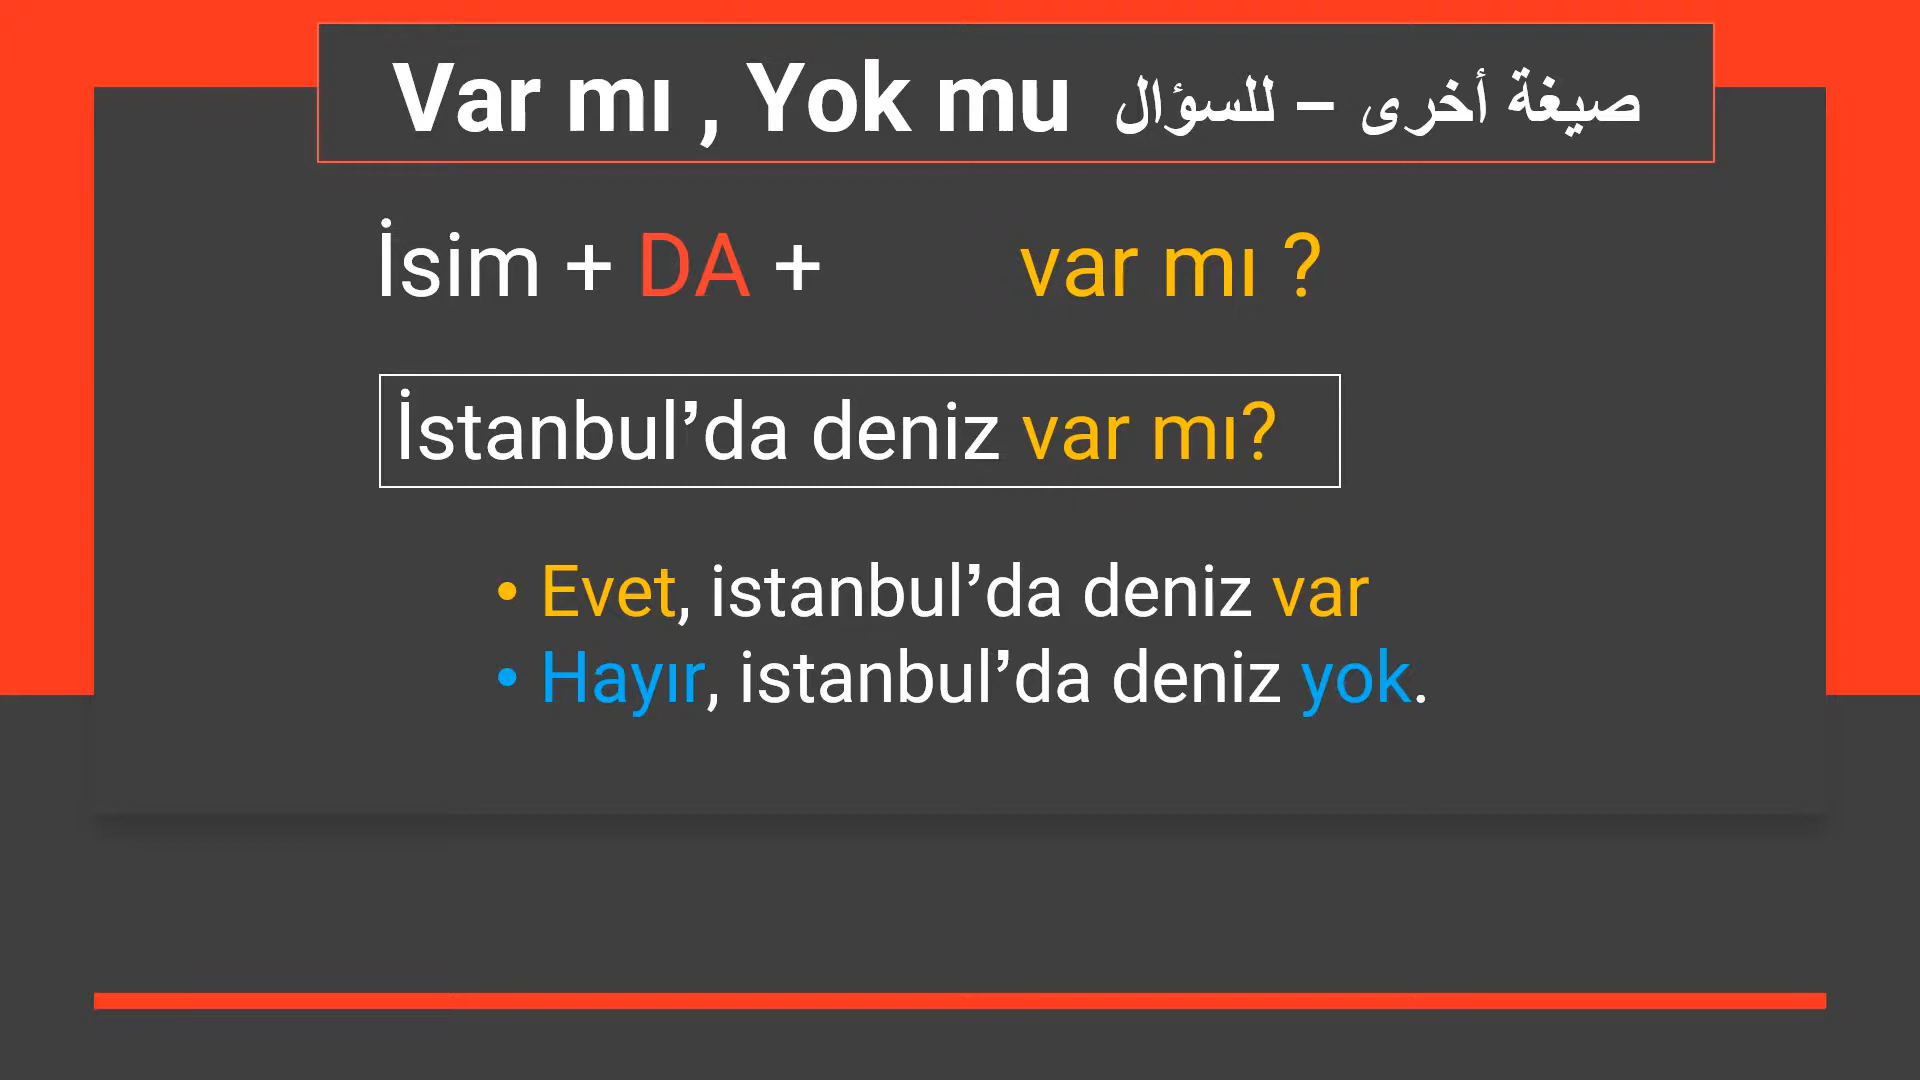 Var mı , Yok mu صيغة أخرى – للسؤال
İsim + DA + var mı ?
İstanbul’da deniz var mı?
• Evet, istanbul’da deniz var
• Hayır, istanbul’da deniz yok.